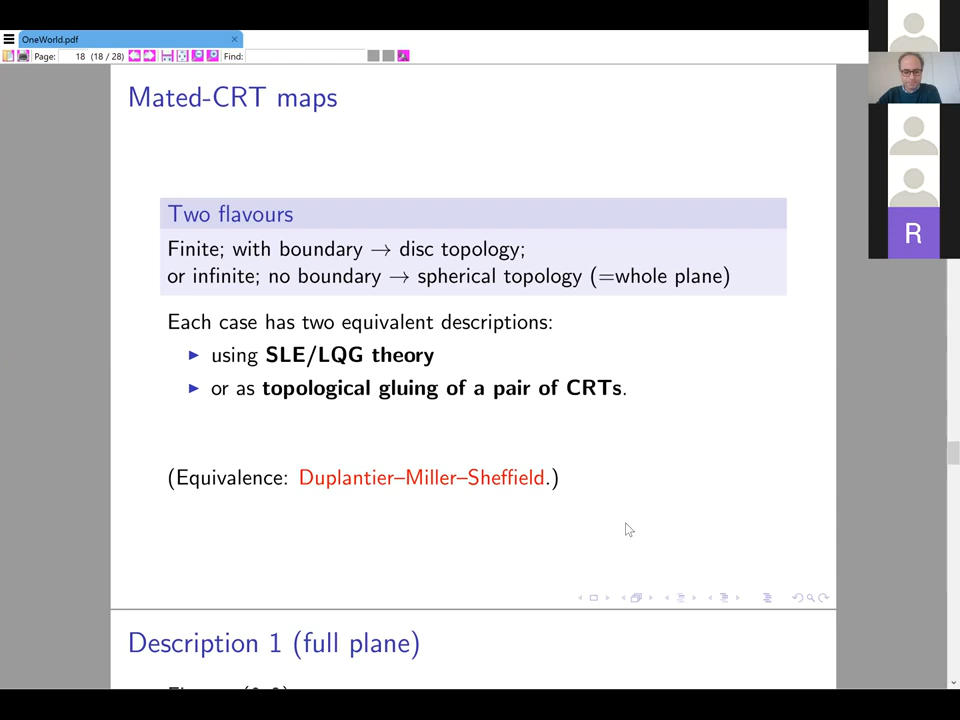 OneWorld.pdf
Page: 18 (18 / 28) Find:
Mated-CRT maps
Two flavours
Finite; with boundary → disc topology;
or infinite; no boundary → spherical topology (=whole plane)
Each case has two equivalent descriptions:
▶ using SLE/LQG theory
▶ or as topological gluing of a pair of CRTs.
(Equivalence: Duplantier–Miller–Sheffield.)
Description 1 (full plane)
R